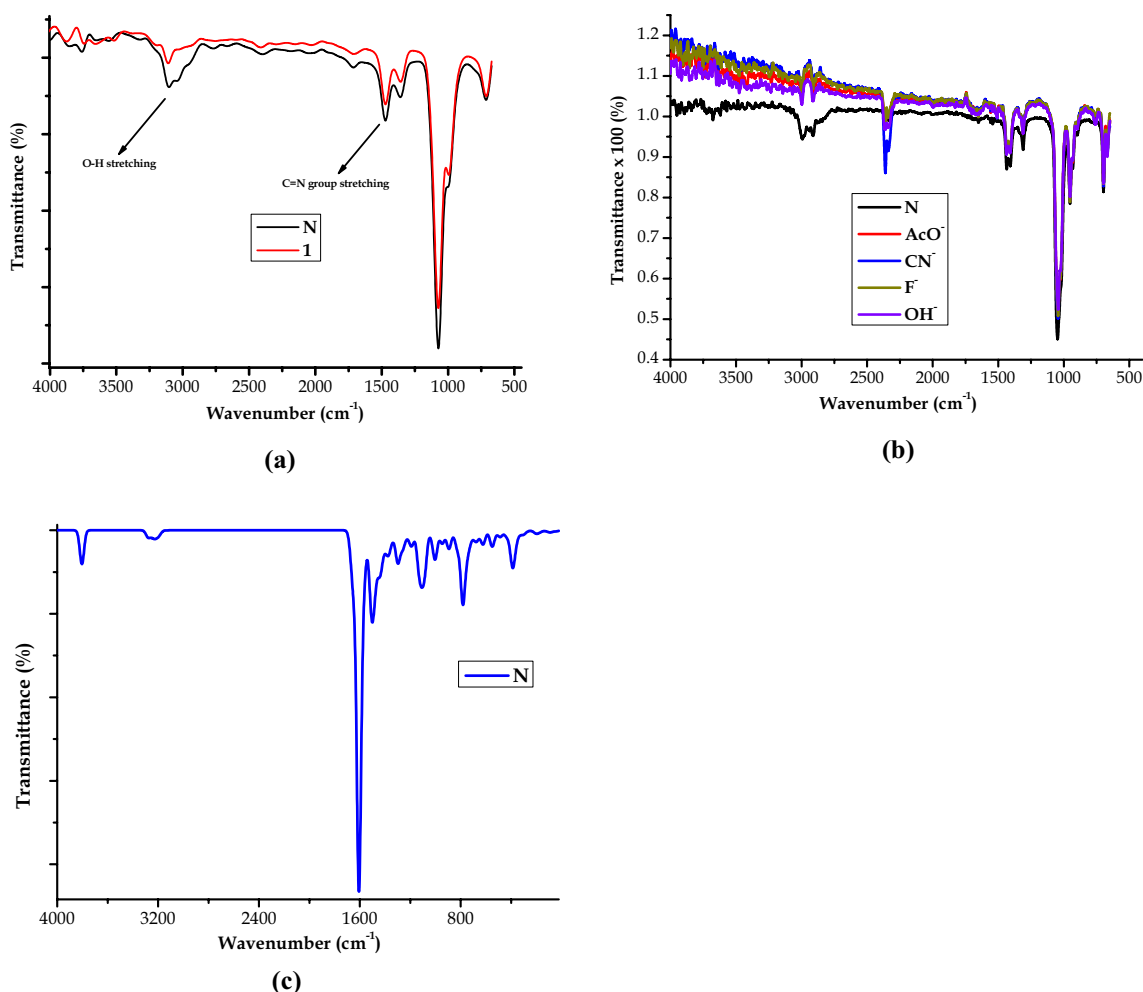 Transmittance (%)
O-H stretching
C=N group stretching
N
1
4000 3500 3000 2500 2000 1500 1000 500
Wavenumber (cm-1)
(a)
1.2
1.1
1.0
0.9
0.8
0.7
0.6
0.5
0.4
Transmittance x 100 (%)
N
AcO-
CN-
F-
OH-
4000 3500 3000 2500 2000 1500 1000 500
Wavenumber (cm-1)
(b)
Transmittance (%)
N
4000 3200 2400 1600 800
Wavenumber (cm-1)
(c)